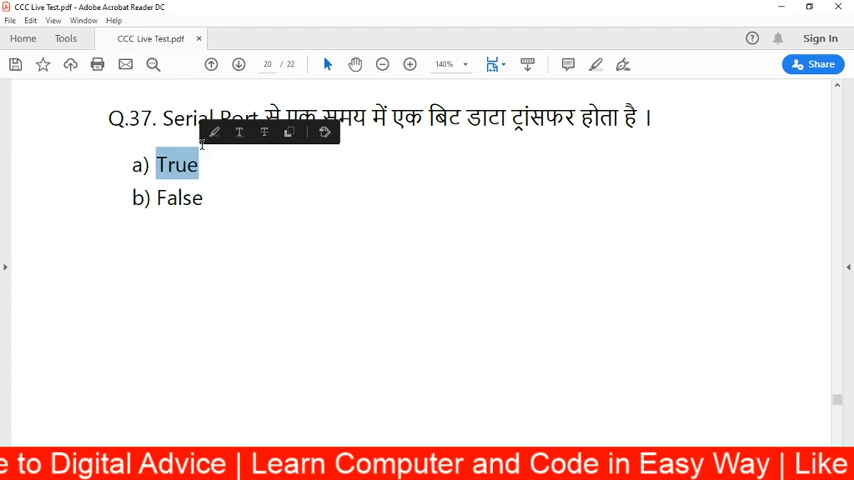 CCC Live Test.pdf - Adobe Acrobat Reader DC
File Edit View Window Help
Home Tools CCC Live Test.pdf × Sign In
20 / 22 140% Share
Q.37. Serial Port से एक समय में एक बिट डाटा ट्रांसफर होता है ।
a) True
b) False
e to Digital Advice | Learn Computer and Code in Easy Way | Like